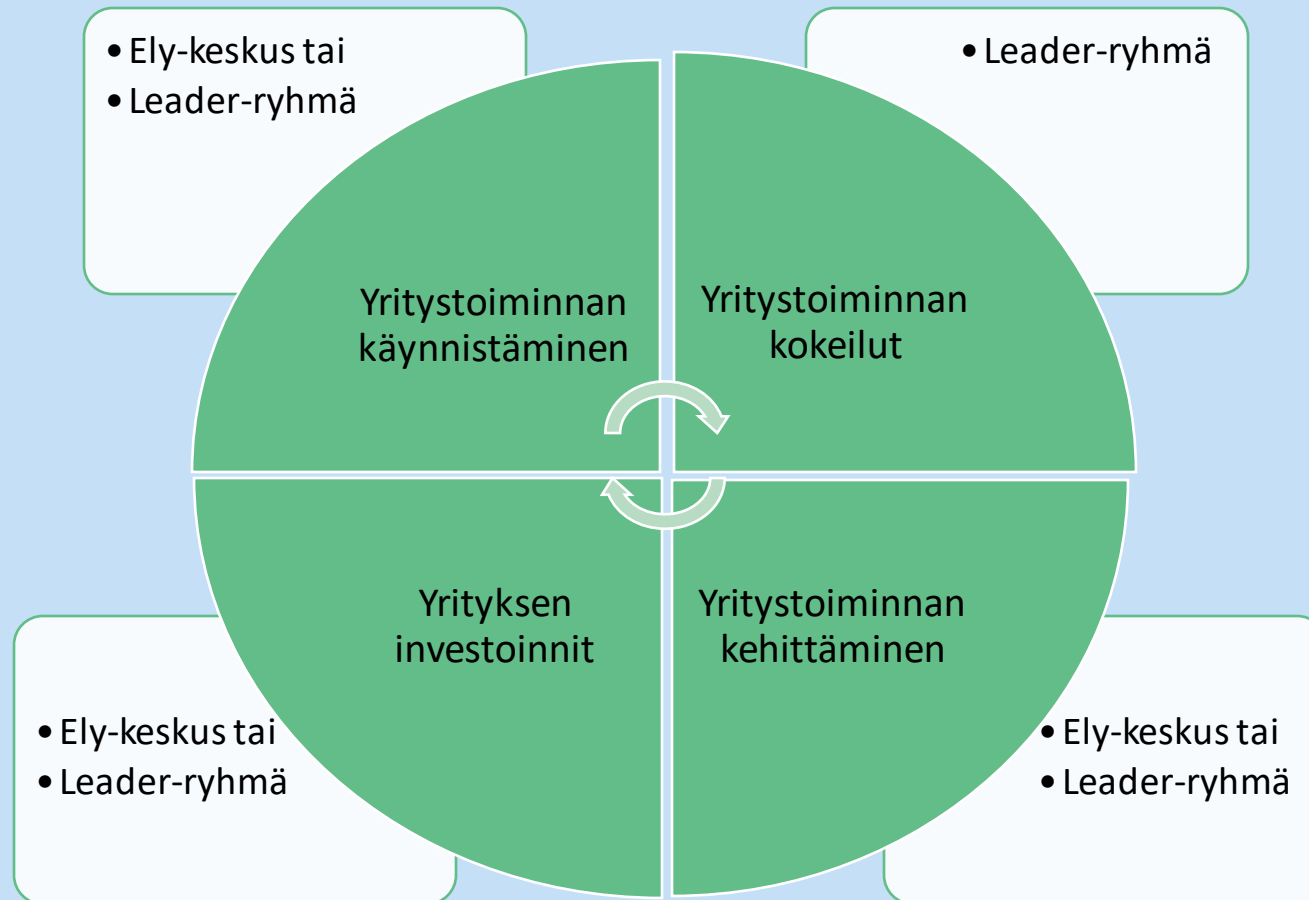 • Ely-keskus tai
• Leader-ryhmä
• Leader-ryhmä
Yritystoiminnan
käynnistäminen
Yritystoiminnan
kokeilut
Yrityksen
investoinnit
Yritystoiminnan
kehittäminen
• Ely-keskus tai
• Leader-ryhmä
• Ely-keskus tai
• Leader-ryhmä